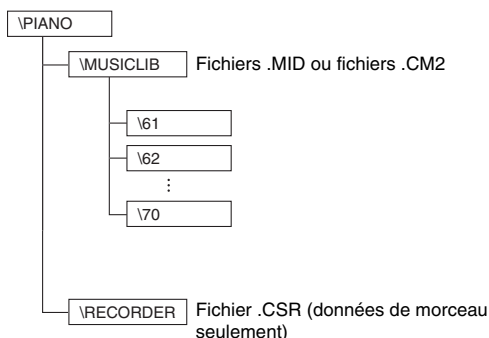 \PIANO
\MUSICLIB Fichiers .MID ou fichiers .CM2
\61
\62
⋮
\70
\RECORDER Fichier .CSR (données de morceau
seulement)